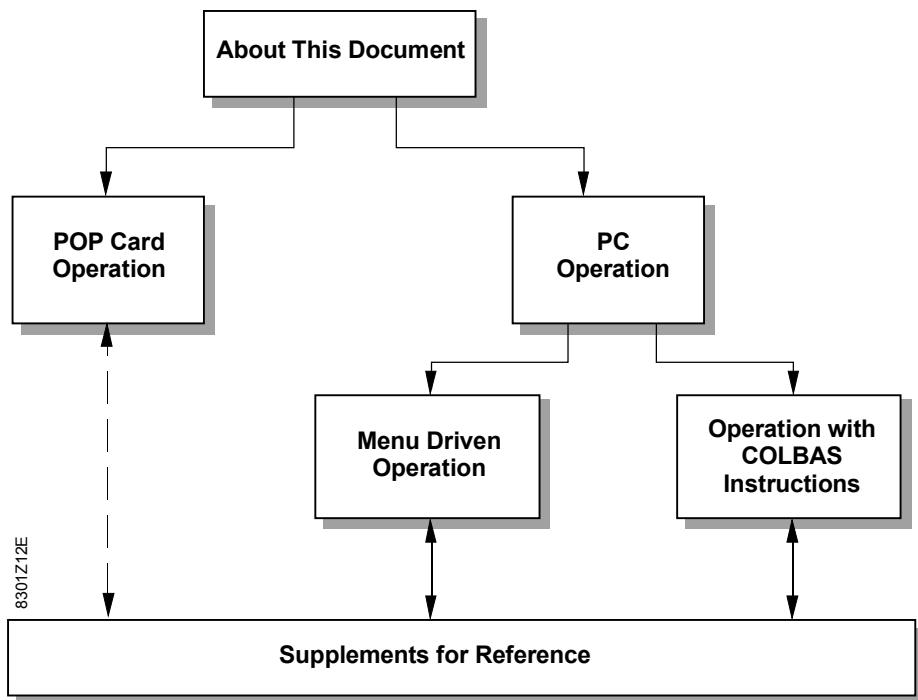 About This Document
POP Card
Operation
PC
Operation
Menu Driven
Operation
Operation with
COLBAS
Instructions
8301Z12E
Supplements for Reference